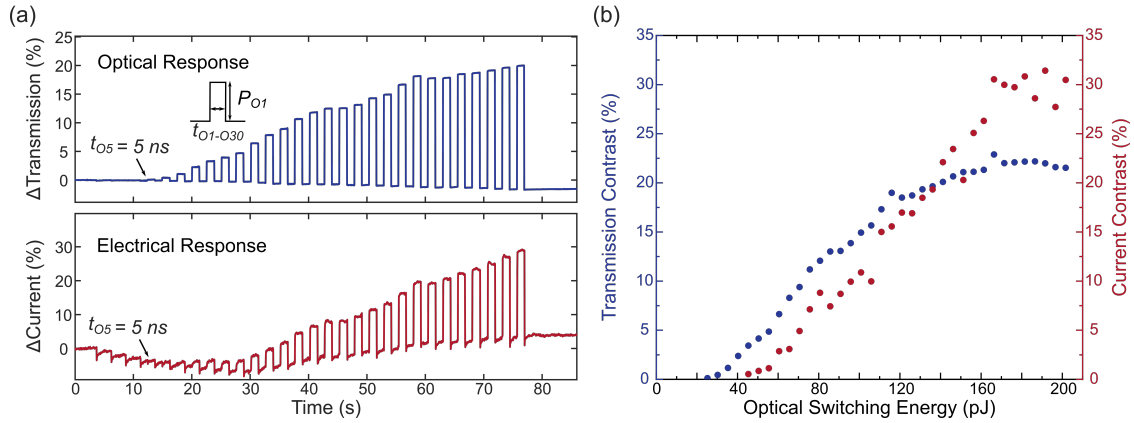 (a)
25
20
15
10
5
0
ΔTransmission (%)
Optical Response
P_O1
t_O1-O30
t_O5 = 5 ns
30
20
10
0
ΔCurrent (%)
Electrical Response
t_O5 = 5 ns
0 10 20 30 40 50 60 70 80
Time (s)
(b)
35
30
25
20
15
10
5
0
Transmission Contrast (%)
35
30
25
20
15
10
5
0
Current Contrast (%)
0 40 80 120 160 200
Optical Switching Energy (pJ)